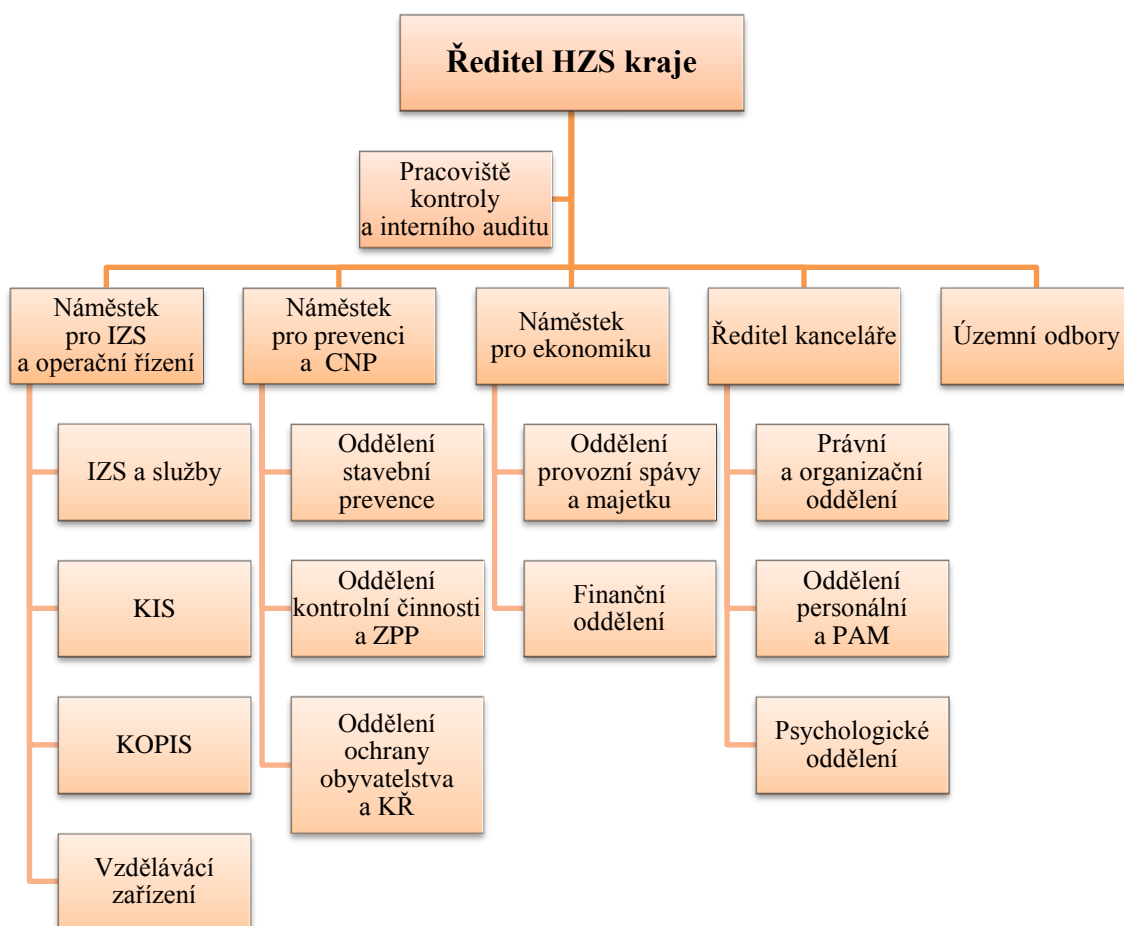 Ředitel HZS kraje
Pracoviště
kontroly
a interního auditu
Náměstek
pro IZS
a operační řízení
Náměstek
pro prevenci
a CNP
Náměstek
pro ekonomiku
Ředitel kanceláře
Územní odbory
IZS a služby
KIS
KOPIS
Vzdělávácí
zařízení
Oddělení
stavební
prevence
Oddělení
kontrolní činnosti
a ZPP
Oddělení
ochrany
obyvatelstva
a KŘ
Oddělení
provozní spávy
a majetku
Finanční
oddělení
Právní
a organizační
oddělení
Oddělení
personální
a PAM
Psychologické
oddělení